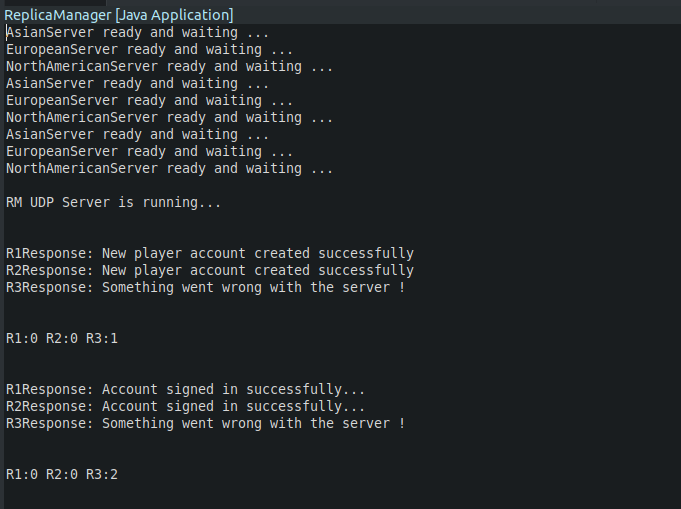 ReplicaManager [Java Application]
AsianServer ready and waiting ...
EuropeanServer ready and waiting ...
NorthAmericanServer ready and waiting ...
AsianServer ready and waiting ...
EuropeanServer ready and waiting ...
NorthAmericanServer ready and waiting ...
AsianServer ready and waiting ...
EuropeanServer ready and waiting ...
NorthAmericanServer ready and waiting ...
RM UDP Server is running...
R1Response: New player account created successfully
R2Response: New player account created successfully
R3Response: Something went wrong with the server !
R1:0 R2:0 R3:1
R1Response: Account signed in successfully...
R2Response: Account signed in successfully...
R3Response: Something went wrong with the server !
R1:0 R2:0 R3:2